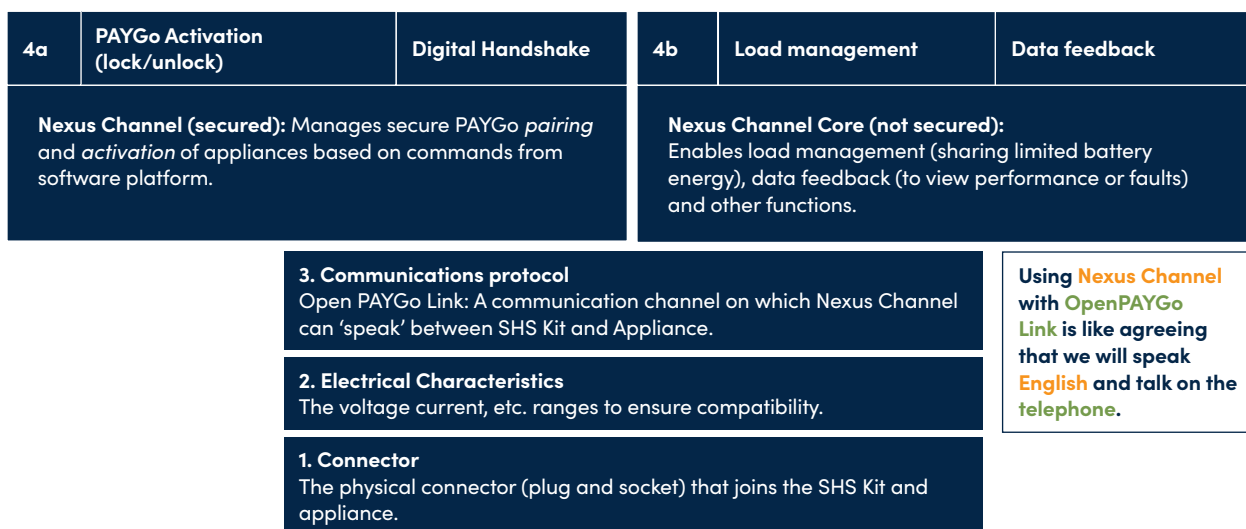 4a
PAYGo Activation
(lock/unlock)
Digital Handshake
4b
Load management
Data feedback
Nexus Channel (secured): Manages secure PAYGo pairing
and activation of appliances based on commands from
software platform.
Nexus Channel Core (not secured):
Enables load management (sharing limited battery
energy), data feedback (to view performance or faults)
and other functions.
3. Communications protocol
Open PAYGo Link: A communication channel on which Nexus Channel
can ‘speak’ between SHS Kit and Appliance.
2. Electrical Characteristics
The voltage current, etc. ranges to ensure compatibility.
1. Connector
The physical connector (plug and socket) that joins the SHS Kit and
appliance.
Using Nexus Channel
with OpenPAYGo
Link is like agreeing
that we will speak
English and talk on the
telephone.